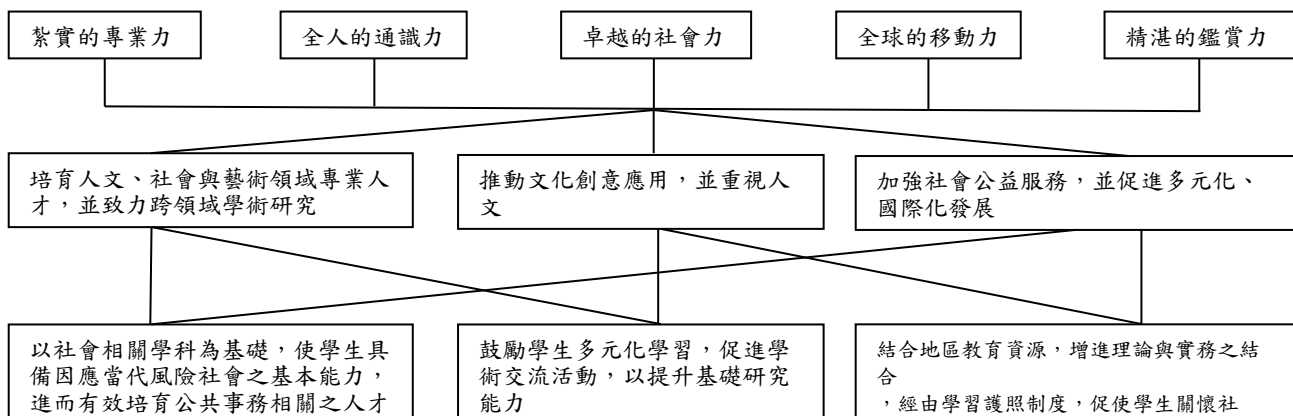 紮實的專業力
全人的通識力
卓越的社會力
全球的移動力
精湛的鑑賞力
培育人文、社會與藝術領域專業人
才，並致力跨領域學術研究
推動文化創意應用，並重視人
文
加強社會公益服務，並促進多元化、
國際化發展
以社會相關學科為基礎，使學生具
備因應當代風險社會之基本能力，
進而有效培育公共事務相關之人才
鼓勵學生多元化學習，促進學
術交流活動，以提升基礎研究
能力
結合地區教育資源，增進理論與實務之結
合
，經由學習護照制度，促使學生關懷社